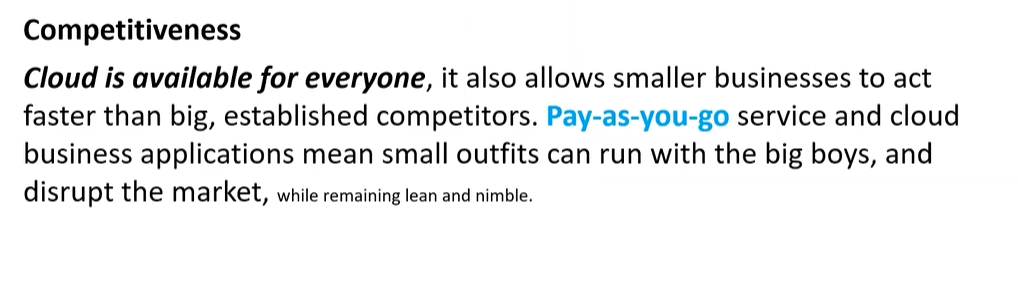 Competitiveness
Cloud is available for everyone, it also allows smaller businesses to act
faster than big, established competitors. Pay-as-you-go service and cloud
business applications mean small outfits can run with the big boys, and
disrupt the market, while remaining lean and nimble.